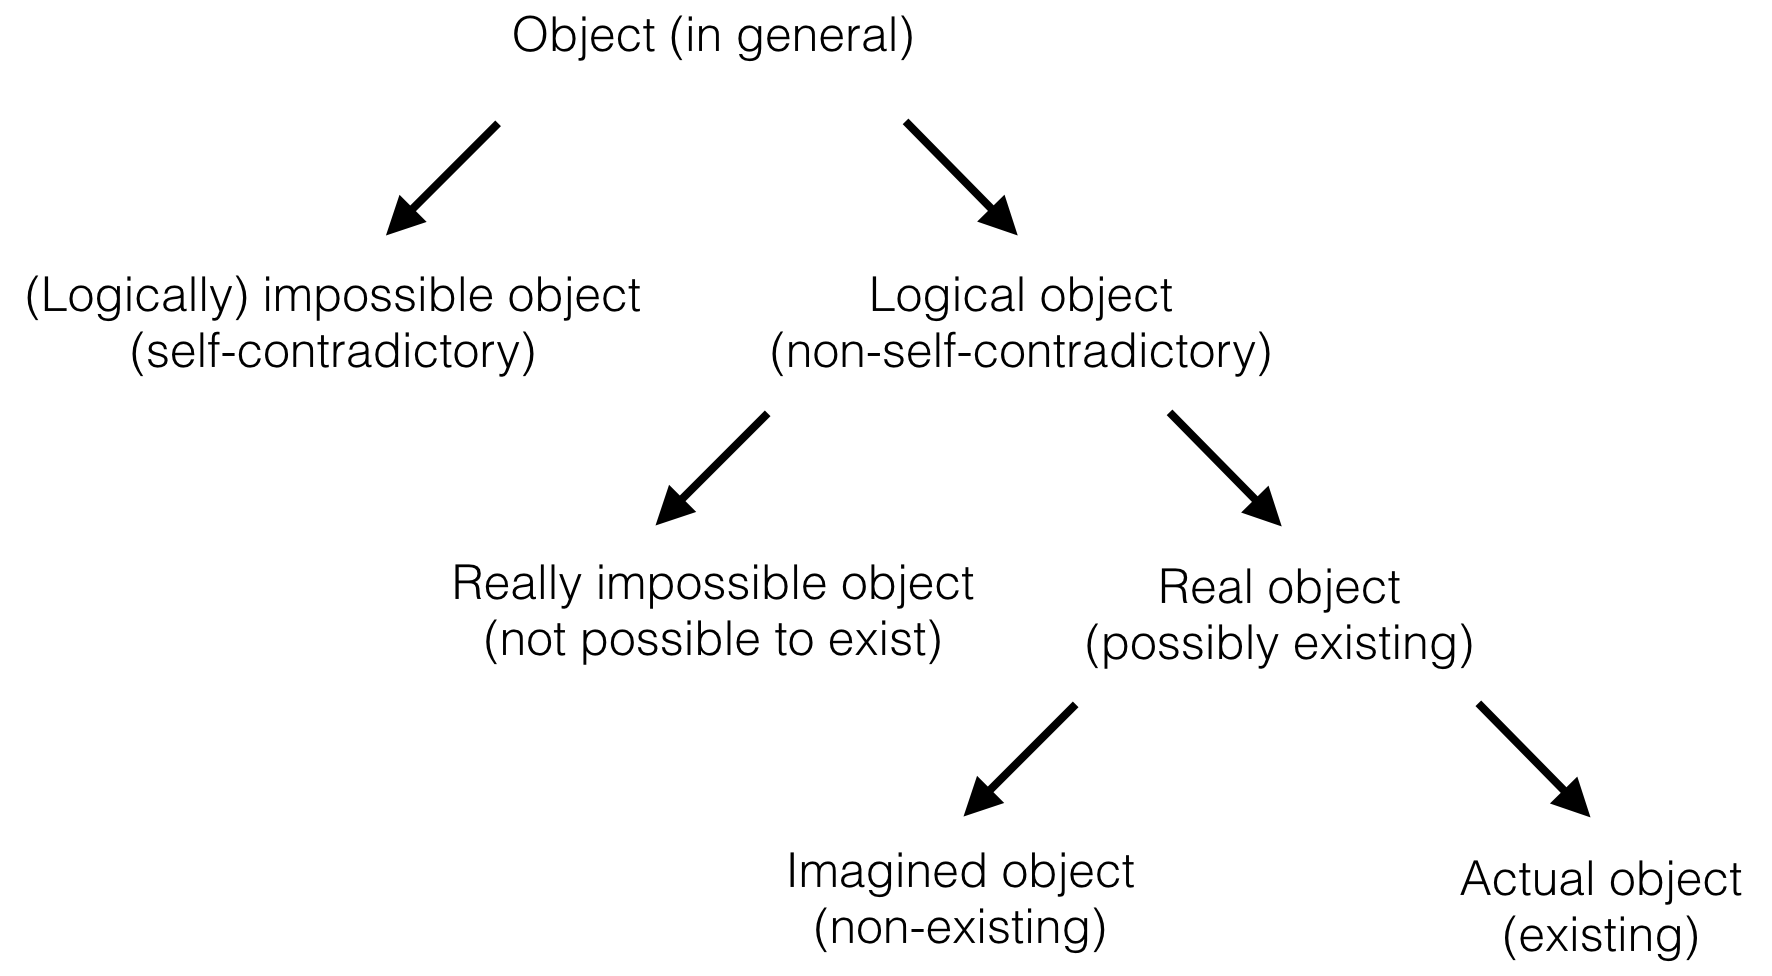 Object (in general)
(Logically) impossible object
(self-contradictory)
Logical object
(non-self-contradictory)
Really impossible object
(not possible to exist)
Real object
(possibly existing)
Imagined object
(non-existing)
Actual object
(existing)